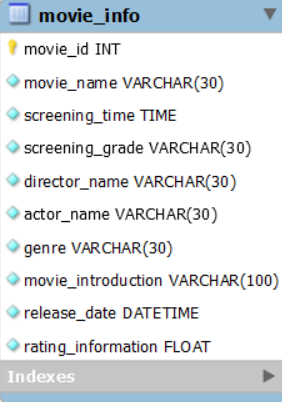 movie_info
movie_id INT
movie_name VARCHAR(30)
screening_time TIME
screening_grade VARCHAR(30)
director_name VARCHAR(30)
actor_name VARCHAR(30)
genre VARCHAR(30)
movie_introduction VARCHAR(100)
release_date DATETIME
rating_information FLOAT
Indexes